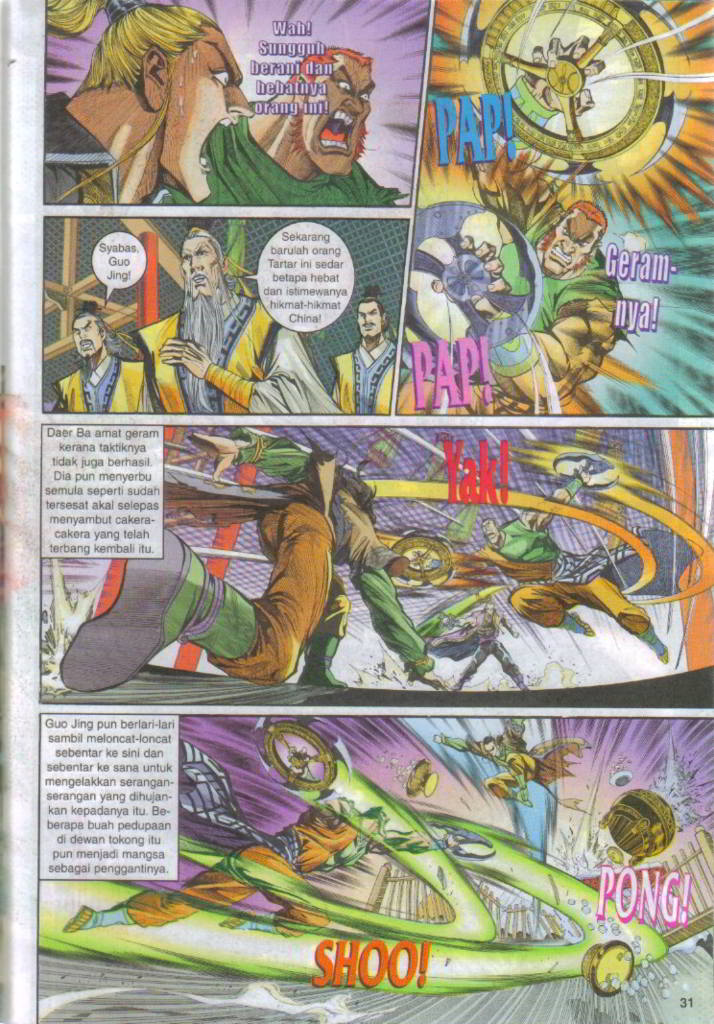 Wah!
Sungguh
berani dan
hebatnya
orang ini!
PAP!
Geram-
nya!
PAP!
Syabas,
Guo
Jing!
Sekarang
barulah orang
Tartar ini sedar
betapa hebat
dan istimewanya
hikmat-hikmat
China!
Daer Ba amat geram
kerana taktiknya
tidak juga berhasil.
Dia pun menyerbu
semula seperti sudah
tersesat akal selepas
menyambut cakera-
cakera yang telah
terbang kembali itu.
Yak!
Guo Jing pun berlari-lari
sambil meloncat-loncat
sebentar ke sini dan
sebentar ke sana untuk
mengelakkan serangan-
serangan yang dihujan-
kan kepadanya itu. Be-
berapa buah pedupaan
di dewan tokong itu
pun menjadi mangsa
sebagai penggantinya.
PONG!
SHOO!
31